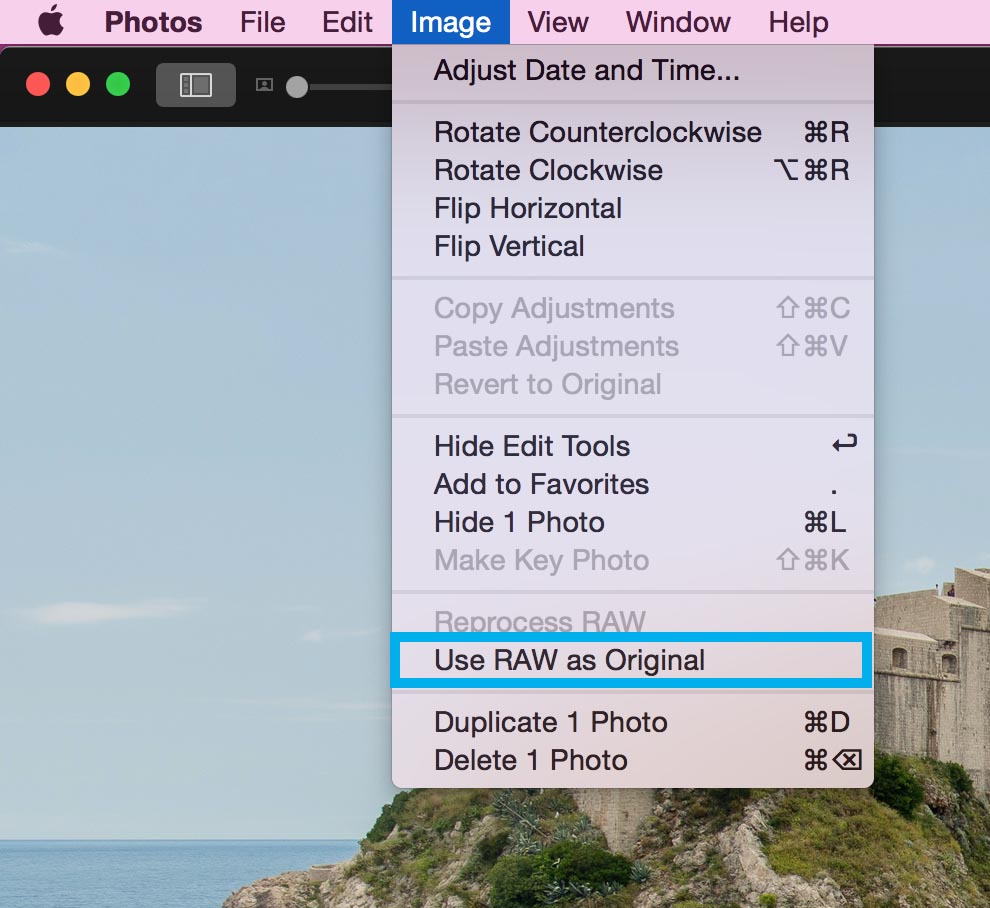 Photos File Edit Image View Window Help
Adjust Date and Time...
Rotate Counterclockwise ⌘R
Rotate Clockwise ⌥⌘R
Flip Horizontal
Flip Vertical
Copy Adjustments ⇧⌘C
Paste Adjustments ⇧⌘V
Revert to Original
Hide Edit Tools ↩
Add to Favorites .
Hide 1 Photo ⌘L
Make Key Photo ⇧⌘K
Reprocess RAW
Use RAW as Original
Duplicate 1 Photo ⌘D
Delete 1 Photo ⌘⌫